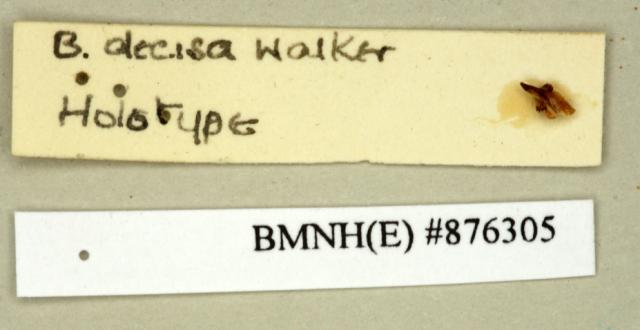 B. decisa Walker
Holotype
BMNH(E) #876305